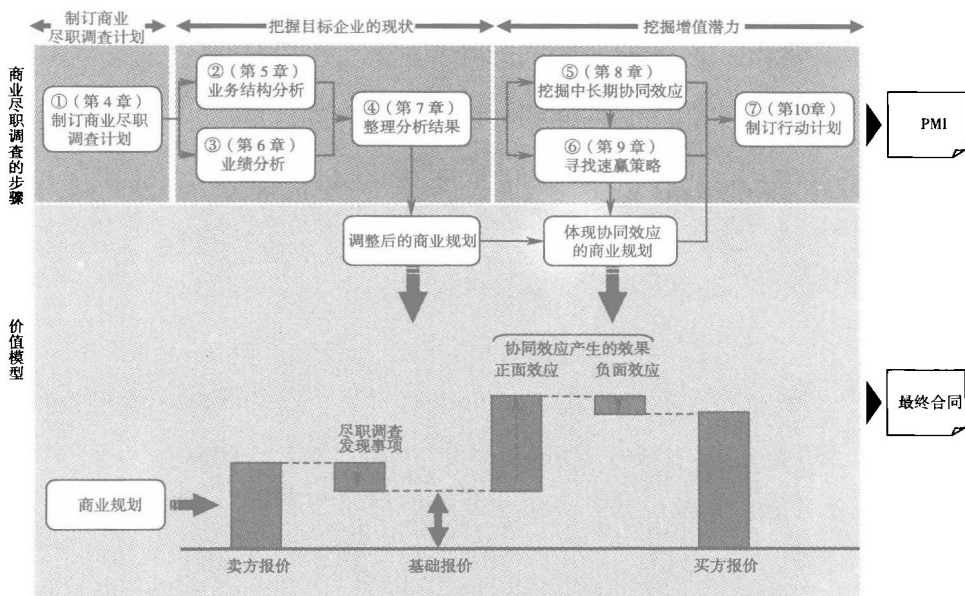 制订商业
尽职调查计划
把握目标企业的现状
挖掘增值潜力
商业尽职调查的步骤
①(第4章)
制订商业尽职
调查计划
②(第5章)
业务结构分析
③(第6章)
业绩分析
④(第7章)
整理分析结果
⑤(第8章)
挖掘中长期协同效应
⑥(第9章)
寻找速赢策略
⑦(第10章)
制订行动计划
PMI
调整后的商业规划
体现协同效应
的商业规划
价值模型
协同效应产生的效果
正面效应
负面效应
最终合同
尽职调查
发现事项
商业规划
卖方报价
基础报价
买方报价